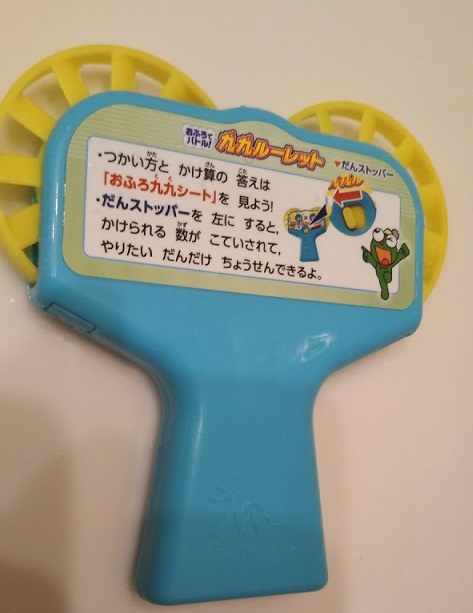 おふろで
バトル!
九九ルーレット
▼だんストッパー
・つかい方と かけ算の 答えは
「おふろ九九シート」を 見よう!
・だんストッパーを 左に すると、
かけられる 数が こていされて、
やりたい だんだけ ちょうせんできるよ。